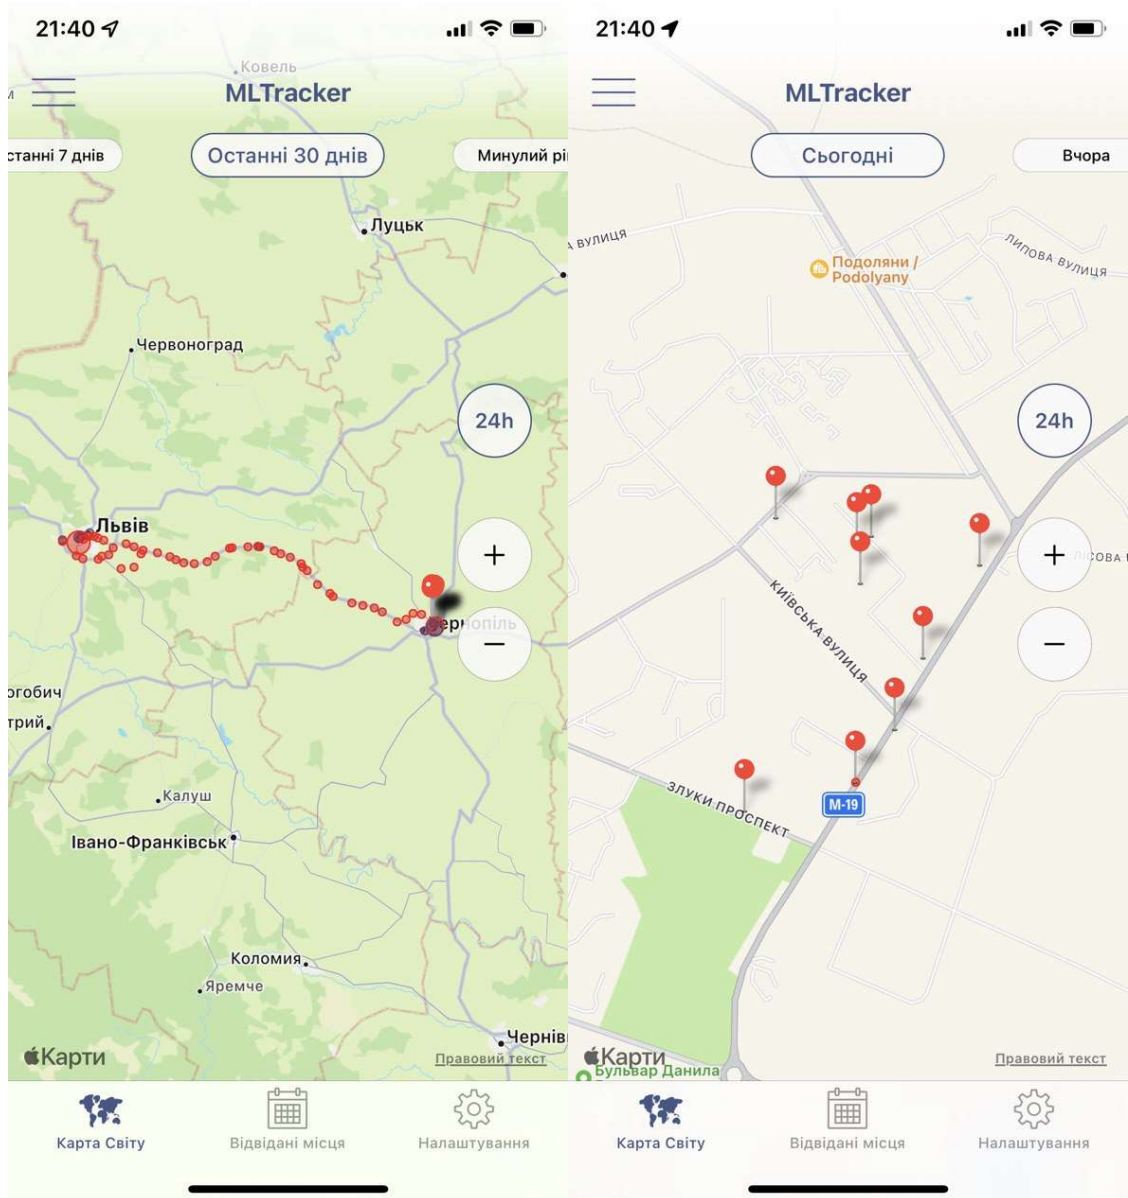 21:40
Ковель
MLTracker
станні 7 днів
Останні 30 днів
Минулий рі
Луцьк
Червоноград
24h
Львів
+
ернопіль
−
огобич
трий
Калуш
Івано-Франківськ
Коломия
Яремче
Чернів
Карти
Правовий текст
Карта Світу
Відвідані місця
Налаштування
21:40
MLTracker
Сьогодні
Вчора
А ВУЛИЦЯ
ЛИПОВА ВУЛИЦЯ
Подоляни /
Podolyany
24h
+
ІСОВА
КИЇВСЬКА ВУЛИЦЯ
−
ЗЛУКИ ПРОСПЕКТ
М-19
Карти
Правовий текст
Бульвар Данила
Карта Світу
Відвідані місця
Налаштування